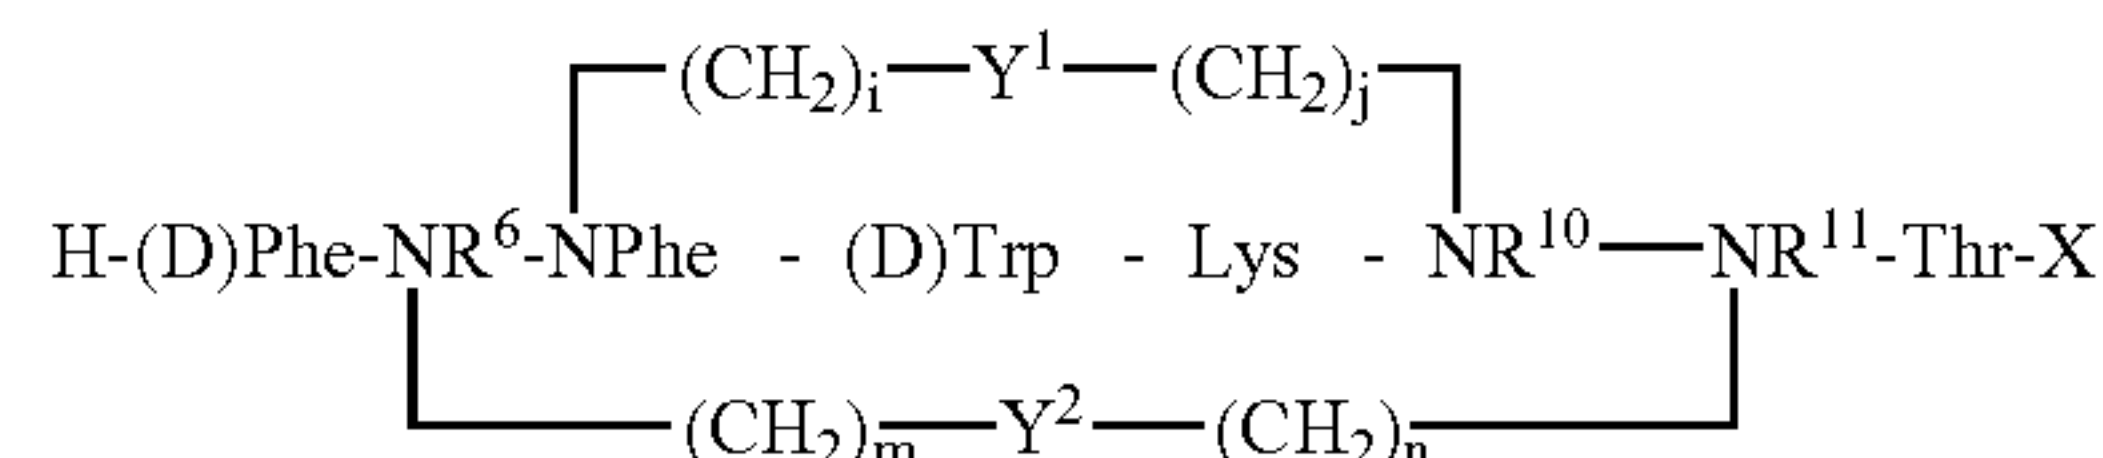 (CH₂)ᵢ—Y¹—(CH₂)ⱼ
H-(D)Phe-NR⁶-NPhe - (D)Trp - Lys - NR¹⁰—NR¹¹-Thr-X
(CH₂)ₘ—Y²—(CH₂)ₙ